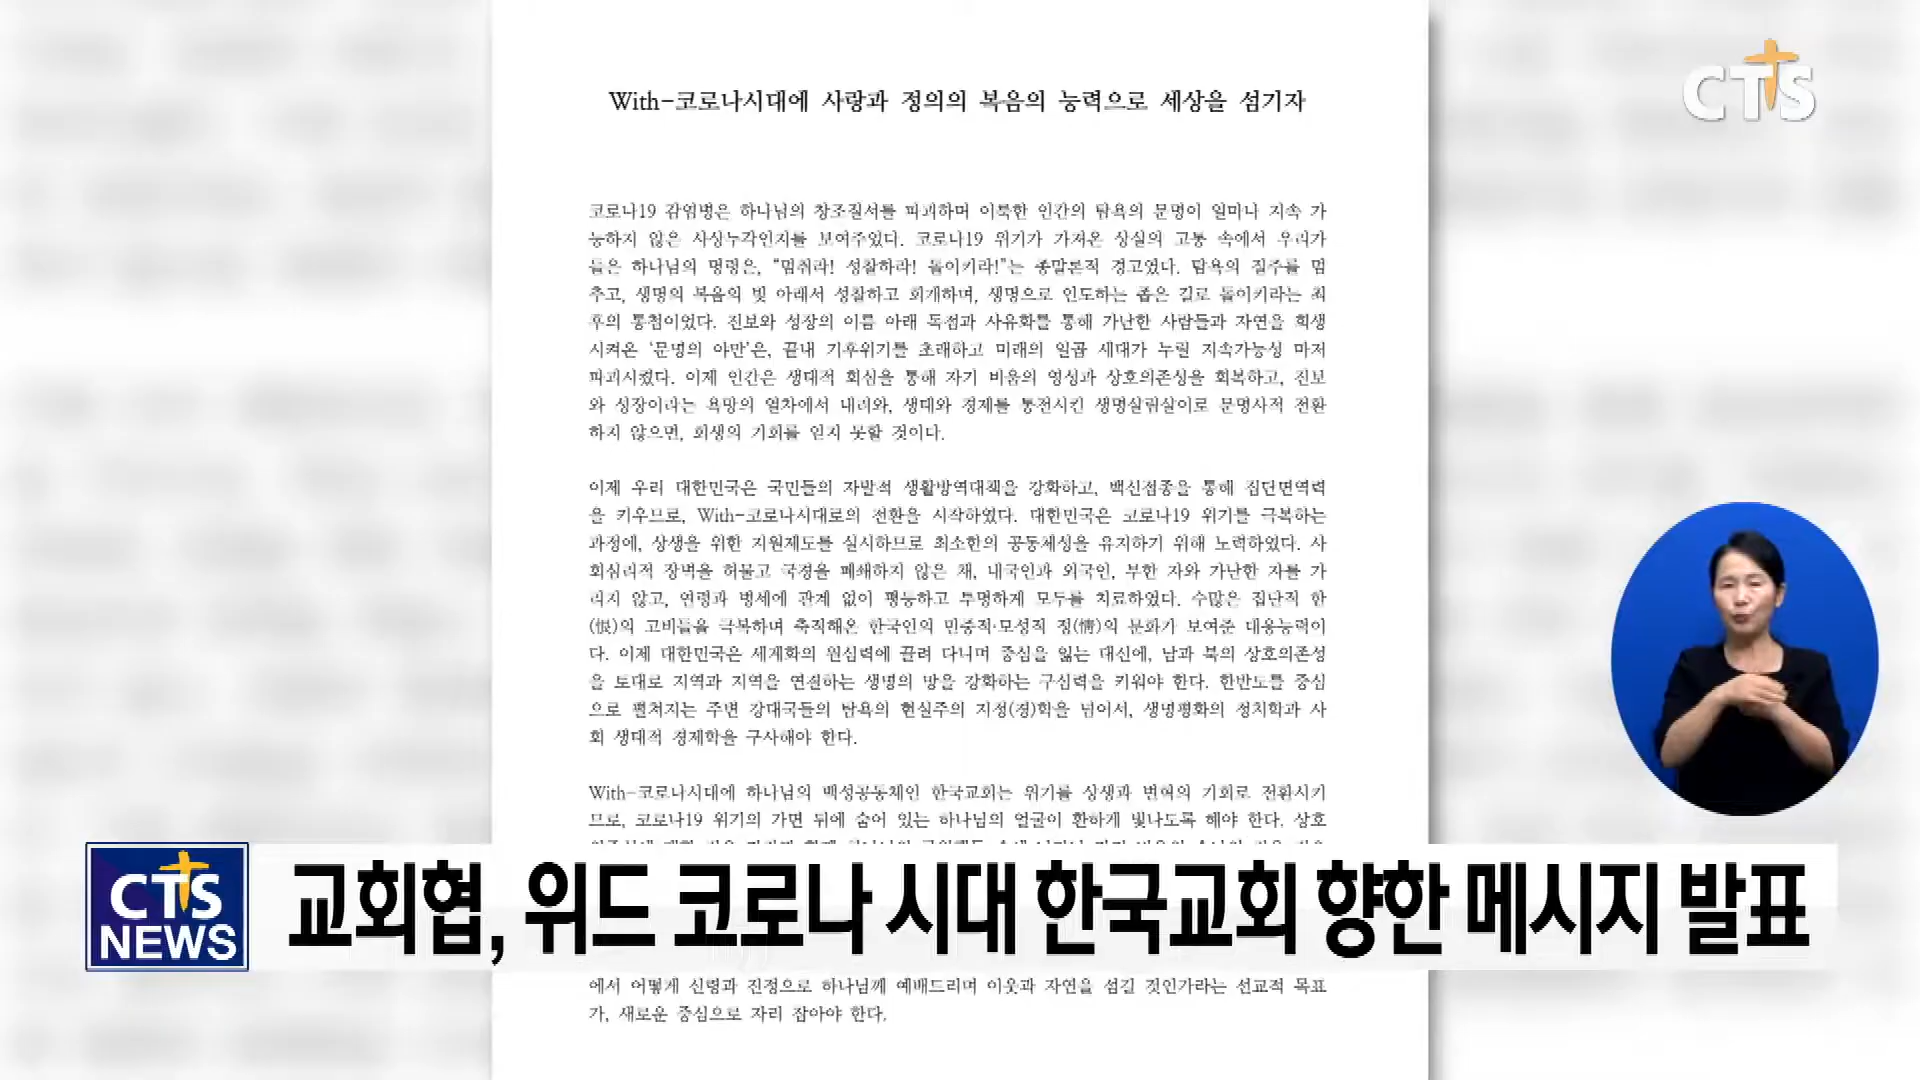 CTS
With-코로나시대에 사랑과 정의의 복음의 능력으로 세상을 섬기자
코로나19 감염병은 하나님의 창조질서를 파괴하며 이룩한 인간의 탐욕의 문명이 얼마나 지속 가
능하지 않은 사상누각인지를 보여주었다. 코로나19 위기가 가져온 상실의 고통 속에서 우리가
들은 하나님의 명령은, “멈춰라! 성찰하라! 돌이키라!”는 종말론적 경고였다. 탐욕의 질주를 멈
추고, 생명의 복음의 빛 아래서 성찰하고 회개하며, 생명으로 인도하는 좁은 길로 돌이키라는 최
후의 통첩이었다. 진보와 성장의 이름 아래 독점과 사유화를 통해 가난한 사람들과 자연을 희생
시켜온 ‘문명의 야만’은, 끝내 기후위기를 초래하고 미래의 일곱 세대가 누릴 지속가능성 마저
파괴시켰다. 이제 인간은 생태적 회심을 통해 자기 비움의 영성과 상호의존성을 회복하고, 진보
와 성장이라는 욕망의 열차에서 내려와, 생태와 경제를 통전시킨 생명살림살이로 문명사적 전환
하지 않으면, 회생의 기회를 얻지 못할 것이다.
이제 우리 대한민국은 국민들의 자발적 생활방역대책을 강화하고, 백신접종을 통해 집단면역력
을 키우므로, With-코로나시대로의 전환을 시작하였다. 대한민국은 코로나19 위기를 극복하는
과정에, 상생을 위한 지원제도를 실시하므로 최소한의 공동체성을 유지하기 위해 노력하였다. 사
회심리적 장벽을 허물고 국경을 폐쇄하지 않은 채, 내국인과 외국인, 부한 자와 가난한 자를 가
리지 않고, 연령과 병세에 관계 없이 평등하고 투명하게 모두를 치료하였다. 수많은 집단적 한
(恨)의 고비들을 극복하며 축적해온 한국인의 민중적·모성적 정(情)의 문화가 보여준 대응능력이
다. 이제 대한민국은 세계화의 원심력에 끌려 다니며 중심을 잃는 대신에, 남과 북의 상호의존성
을 토대로 지역과 지역을 연결하는 생명의 망을 강화하는 구심력을 키워야 한다. 한반도를 중심
으로 펼쳐지는 주변 강대국들의 탐욕의 현실주의 지정(경)학을 넘어서, 생명평화의 정치학과 사
회 생태적 경제학을 구사해야 한다.
With-코로나시대에 하나님의 백성공동체인 한국교회는 위기를 상생과 변혁의 기회로 전환시키
므로, 코로나19 위기의 가면 뒤에 숨어 있는 하나님의 얼굴이 환하게 빛나도록 해야 한다. 상호
CTS NEWS
교회협, 위드 코로나 시대 한국교회 향한 메시지 발표
에서 어떻게 신령과 진정으로 하나님께 예배드리며 이웃과 자연을 섬길 것인가라는 선교적 목표
가, 새로운 중심으로 자리 잡아야 한다.